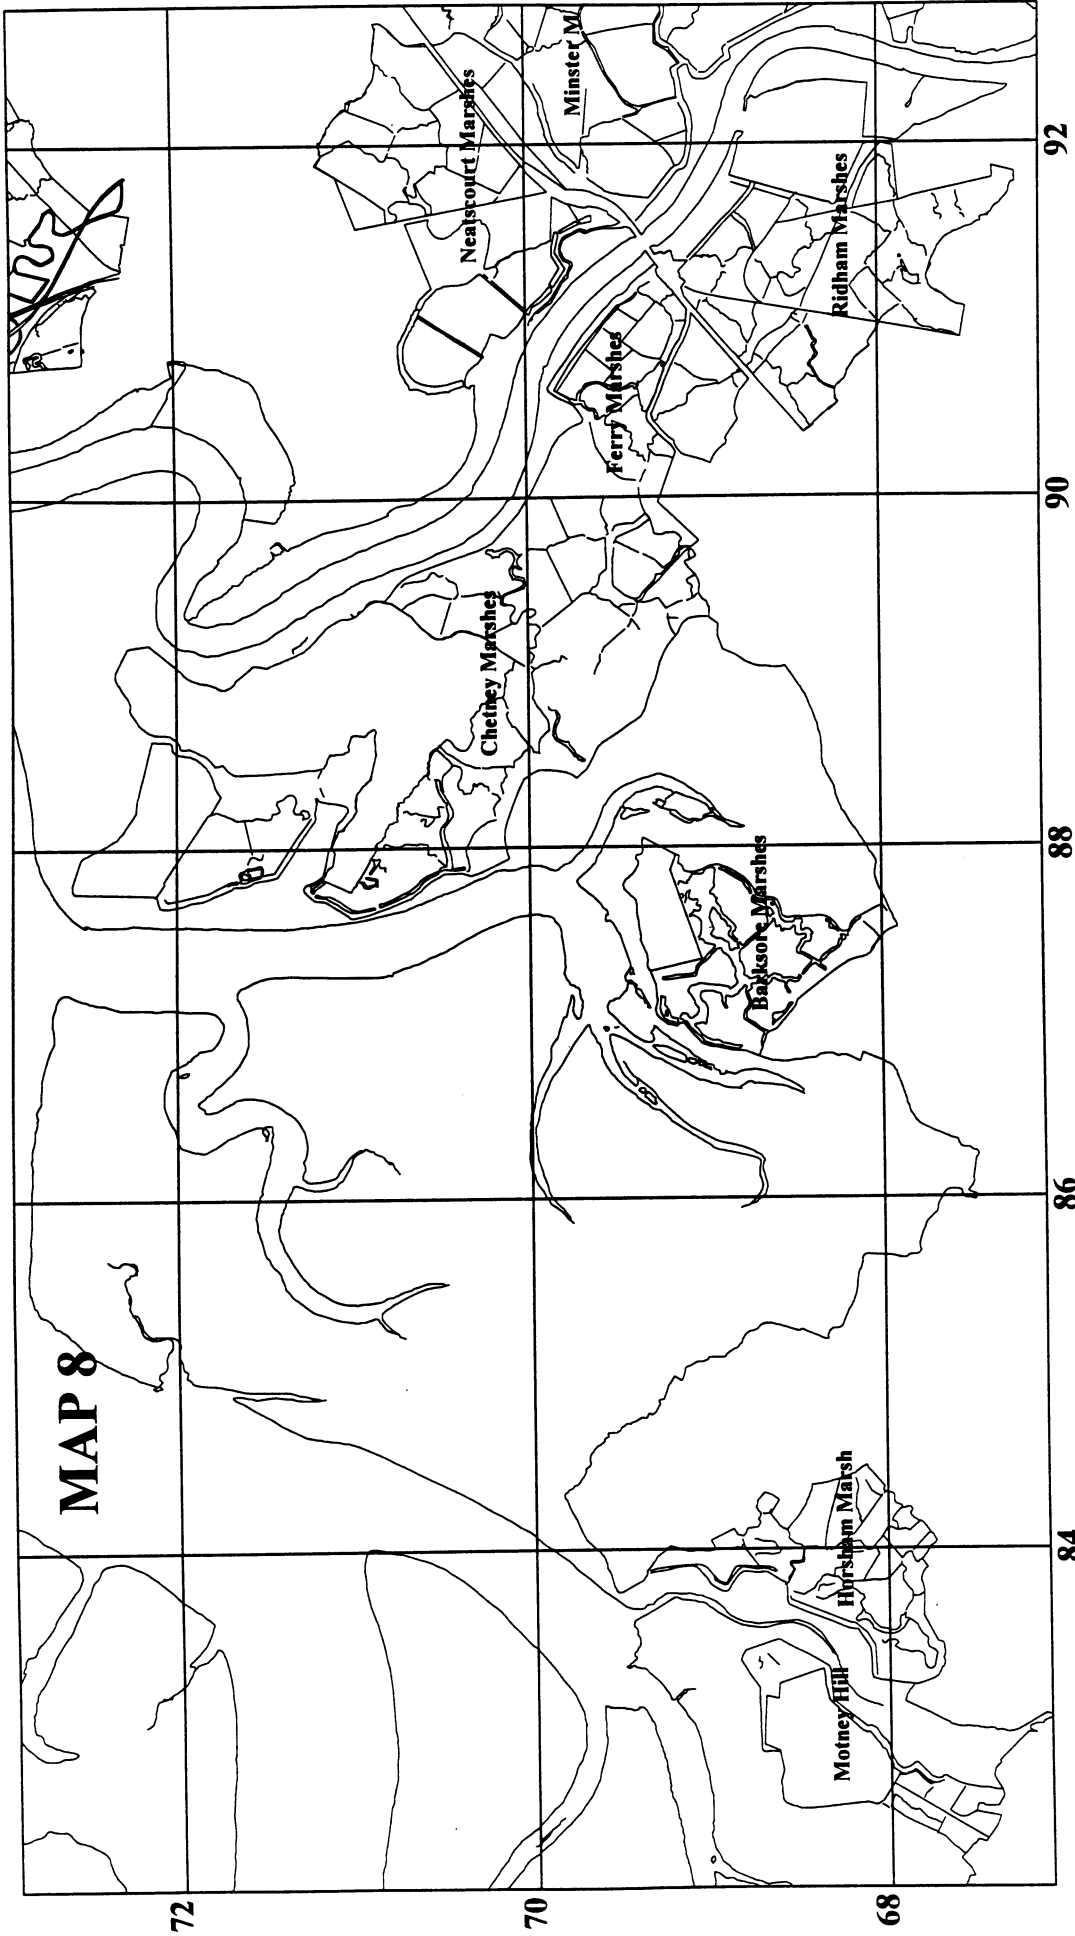 MAP 8
72
70
68
84
86
88
90
92
Neatscourt Marshes
Minster M
Chetney Marshes
Ferry Marshes
Ridham Marshes
Barksore Marshes
Horsham Marsh
Motney Hill